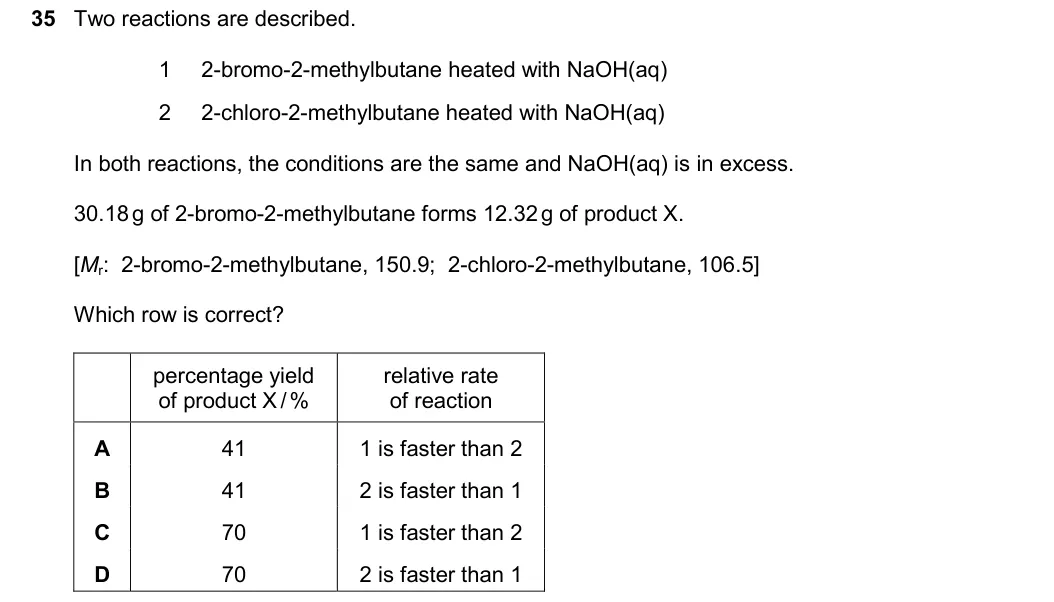 35 Two reactions are described.
1 2-bromo-2-methylbutane heated with NaOH(aq)
2 2-chloro-2-methylbutane heated with NaOH(aq)
In both reactions, the conditions are the same and NaOH(aq) is in excess.
30.18 g of 2-bromo-2-methylbutane forms 12.32 g of product X.
[Mr: 2-bromo-2-methylbutane, 150.9; 2-chloro-2-methylbutane, 106.5]
Which row is correct?
percentage yield of product X / % relative rate of reaction
A 41 1 is faster than 2
B 41 2 is faster than 1
C 70 1 is faster than 2
D 70 2 is faster than 1